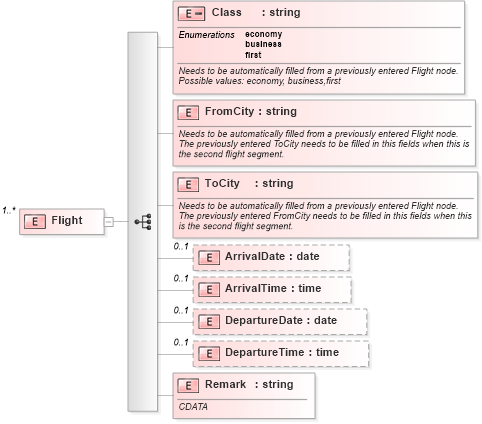 E Class : string
Enumerations economy
business
first
Needs to be automatically filled from a previously entered Flight node.
Possible values: economy, business,first
E FromCity : string
Needs to be automatically filled from a previously entered Flight node.
The previously entered ToCity needs to be filled in this fields when this is
the second flight segment.
E ToCity : string
Needs to be automatically filled from a previously entered Flight node.
The previously entered FromCity needs to be filled in this fields when this
is the second flight segment.
1..*
E Flight
0..1
E ArrivalDate : date
0..1
E ArrivalTime : time
0..1
E DepartureDate : date
0..1
E DepartureTime : time
E Remark : string
CDATA